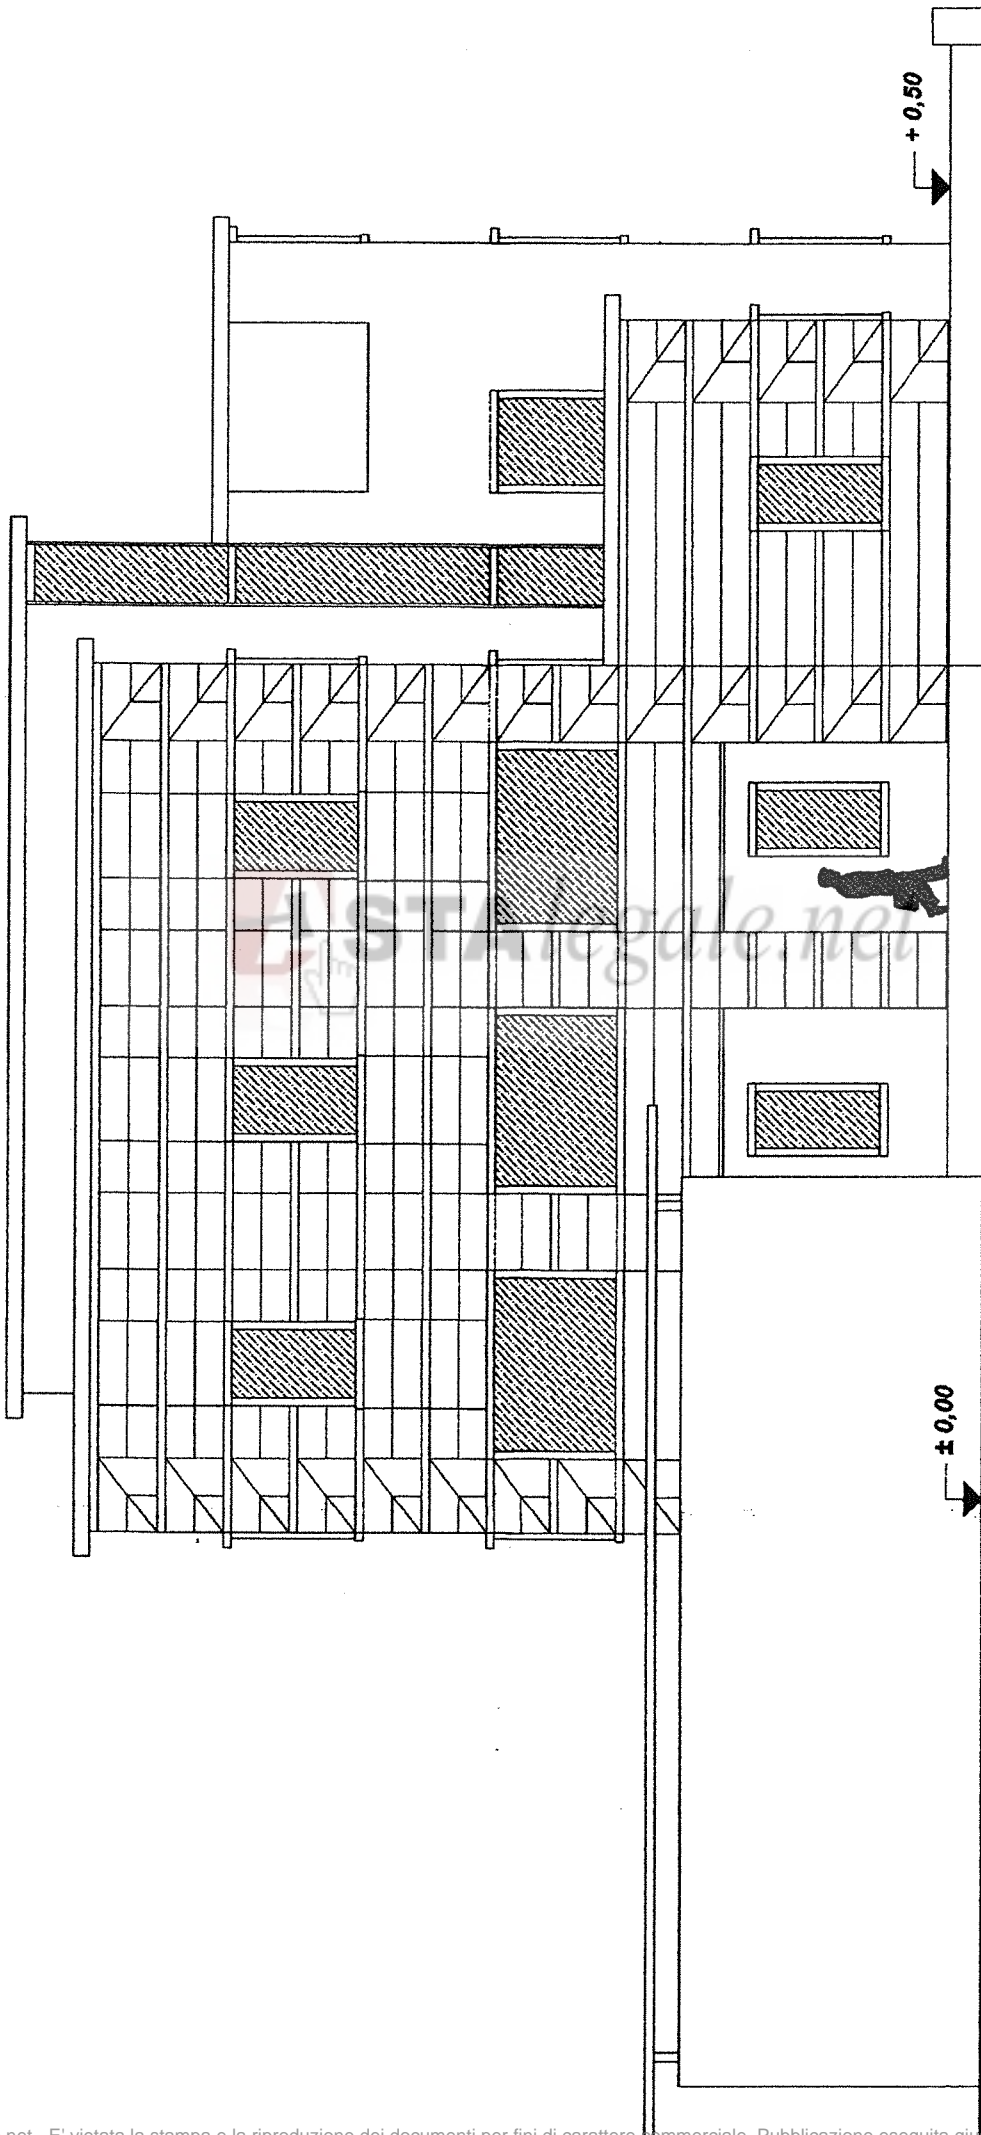 + 0,50
ASTAlegale.net
± 0,00
net - E' vietata la stampa e la riproduzione dei documenti per fini di carattere commerciale. Pubblicazione eseguita giu